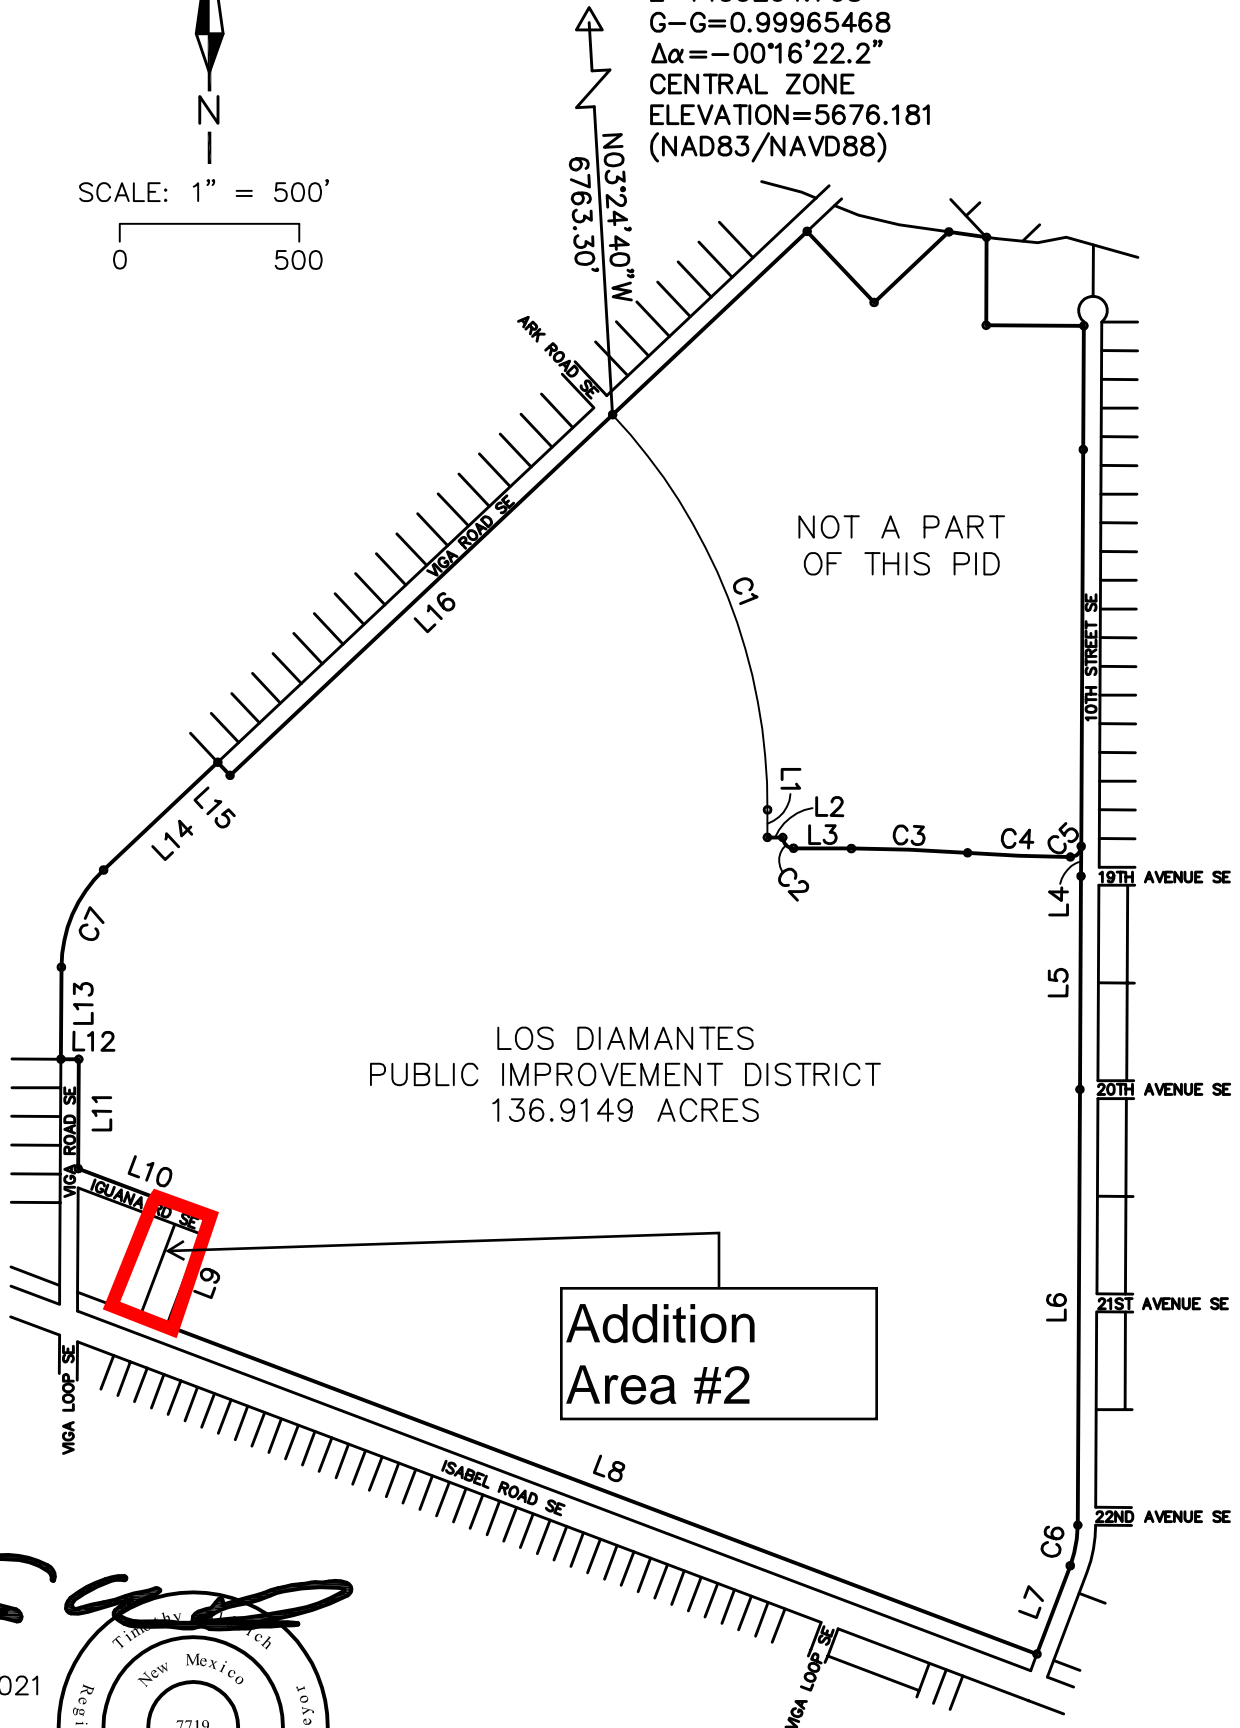 G-G=0.99965468
Δα=-00°16'22.2"
CENTRAL ZONE
ELEVATION=5676.181
(NAD83/NAVD88)
N
SCALE: 1" = 500'
0 500
N03°24'40"W
6763.30'
ARK ROAD SE
VIGA ROAD SE
L16
NOT A PART
OF THIS PID
C1
10TH STREET SE
L1
L2
L3
C2
C3
C4
C5
L4
19TH AVENUE SE
L15
L14
C7
L13
L12
L11
VIGA ROAD SE
L5
LOS DIAMANTES
PUBLIC IMPROVEMENT DISTRICT
136.9149 ACRES
20TH AVENUE SE
L10
IGUANA RD SE
L9
Addition
Area #2
L6
21ST AVENUE SE
VIGA LOOP SE
L8
ISABEL ROAD SE
22ND AVENUE SE
C6
L7
VIGA LOOP SE
New Mexico
7719
021